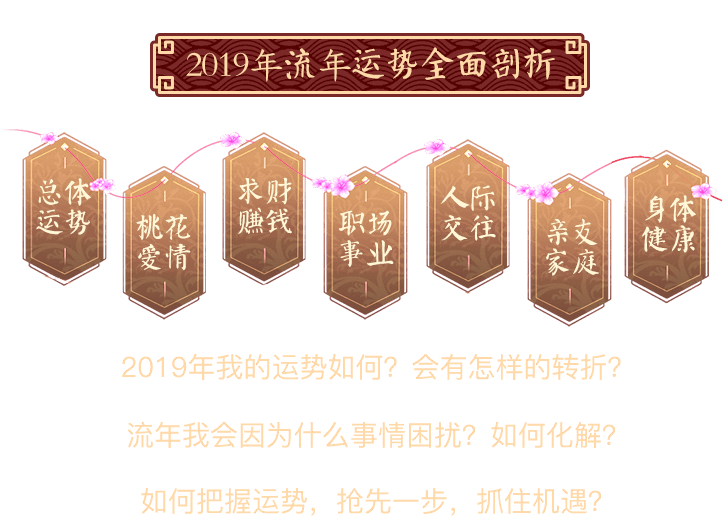 2019年流年运势全面剖析
总体
运势
桃花
爱情
求财
赚钱
职场
事业
人际
交往
亲友
家庭
身体
健康
2019年我的运势如何？会有怎样的转折？
流年我会因为什么事情困扰？如何化解？
如何把握运势，抢先一步，抓住机遇？